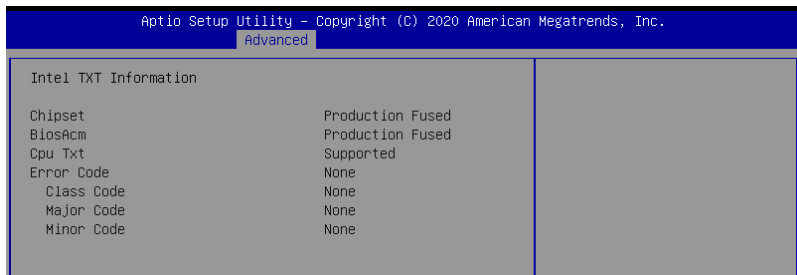 Aptio Setup Utility – Copyright (C) 2020 American Megatrends, Inc.
Advanced
Intel TXT Information
Chipset Production Fused
BiosAcm Production Fused
Cpu Txt Supported
Error Code None
Class Code None
Major Code None
Minor Code None